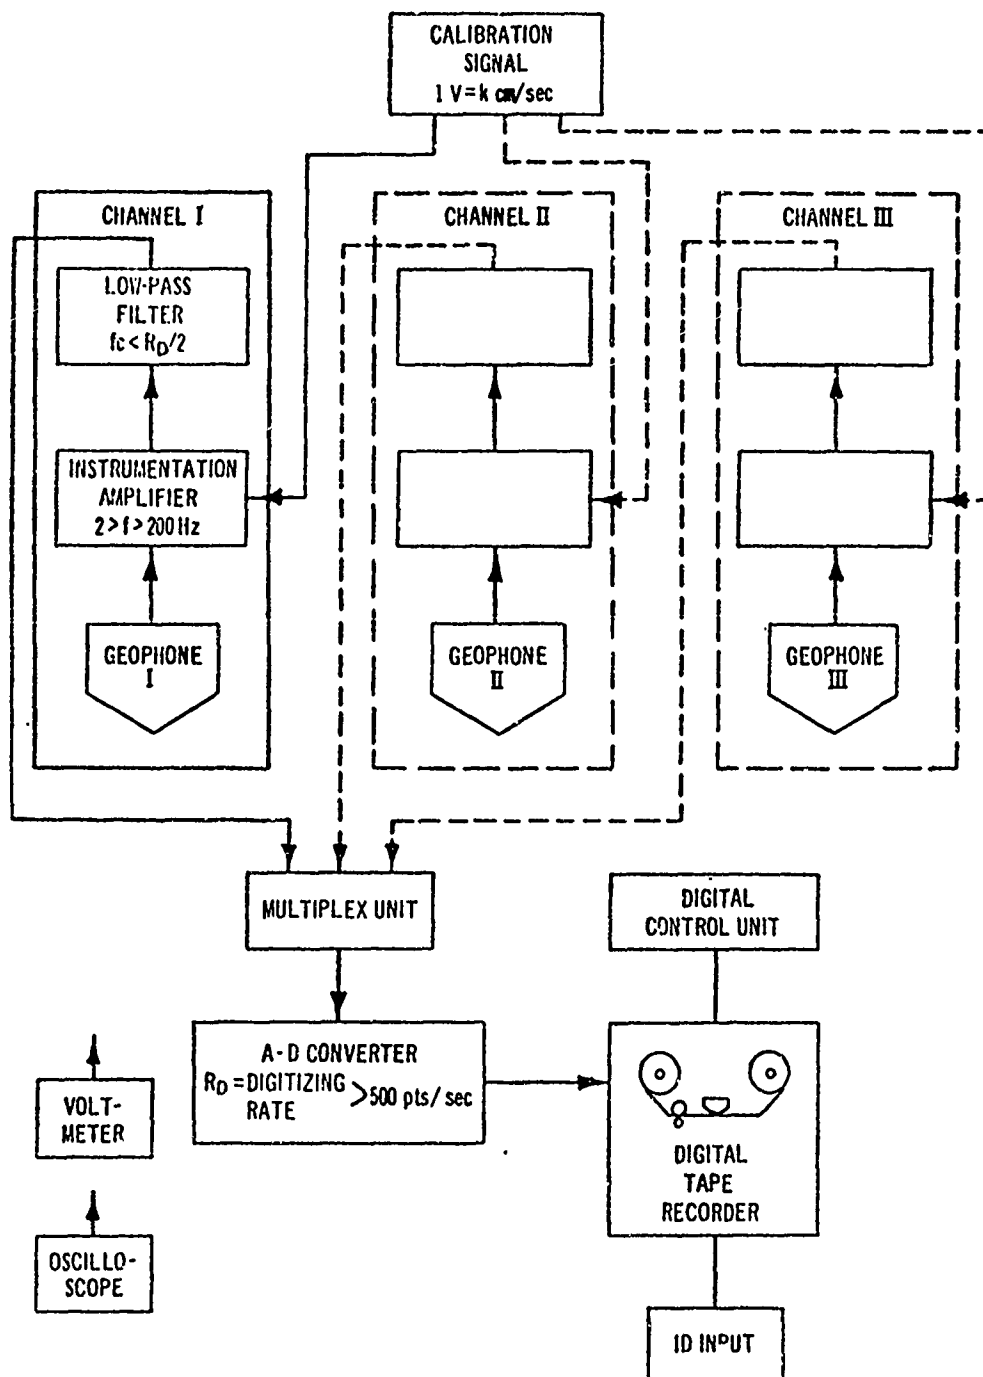 CALIBRATION
SIGNAL
1 V = k cm/sec
CHANNEL I
CHANNEL II
CHANNEL III
LOW-PASS
FILTER
fc < RD/2
INSTRUMENTATION
AMPLIFIER
2 > f > 200 Hz
GEOPHONE
I
GEOPHONE
II
GEOPHONE
III
MULTIPLEX UNIT
DIGITAL
CONTROL UNIT
A-D CONVERTER
RD = DIGITIZING
RATE
> 500 pts/sec
VOLT-
METER
DIGITAL
TAPE
RECORDER
OSCILLO-
SCOPE
ID INPUT